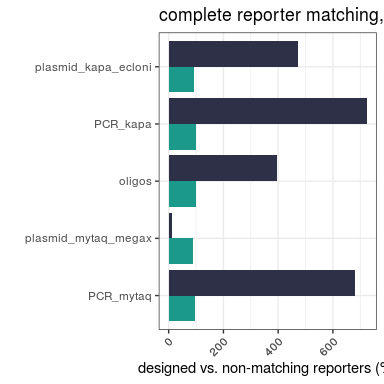 complete reporter matching,
plasmid_kapa_ecloni
PCR_kapa
oligos
plasmid_mytaq_megax
PCR_mytaq
0
200
400
600
designed vs. non-matching reporters (%